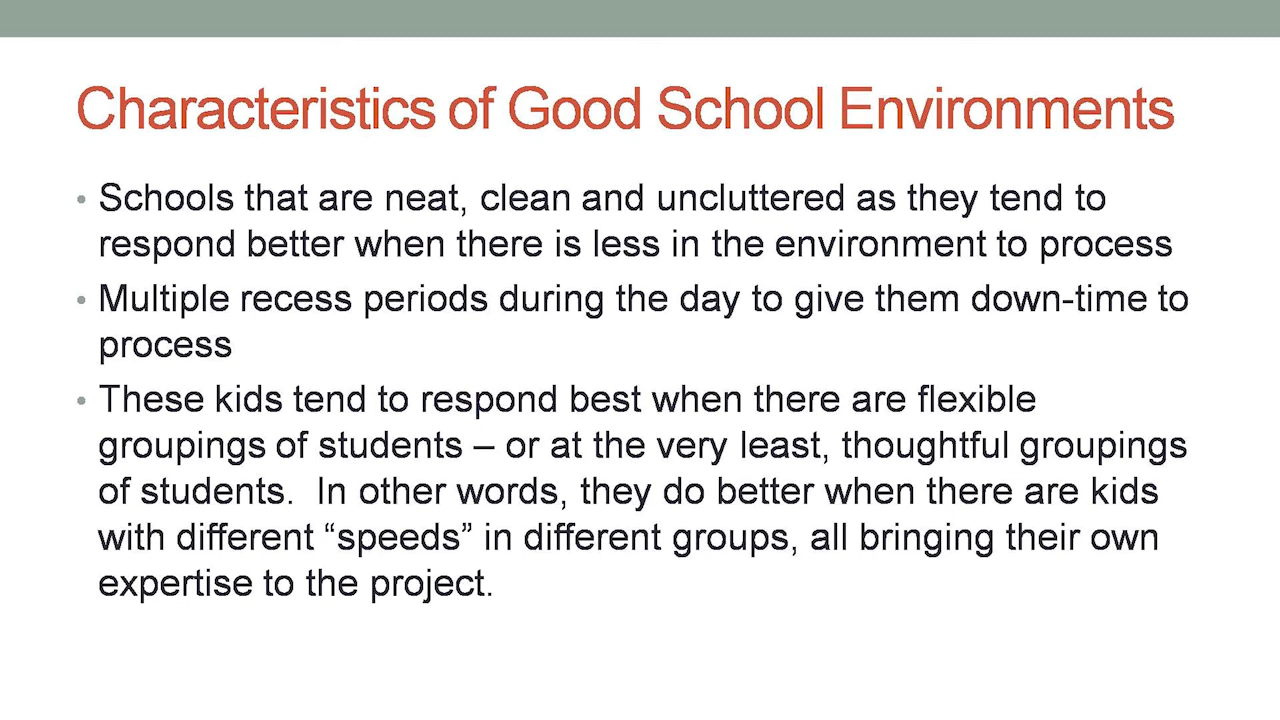 Characteristics of Good School Environments
• Schools that are neat, clean and uncluttered as they tend to
respond better when there is less in the environment to process
• Multiple recess periods during the day to give them down-time to
process
• These kids tend to respond best when there are flexible
groupings of students – or at the very least, thoughtful groupings
of students.  In other words, they do better when there are kids
with different “speeds” in different groups, all bringing their own
expertise to the project.